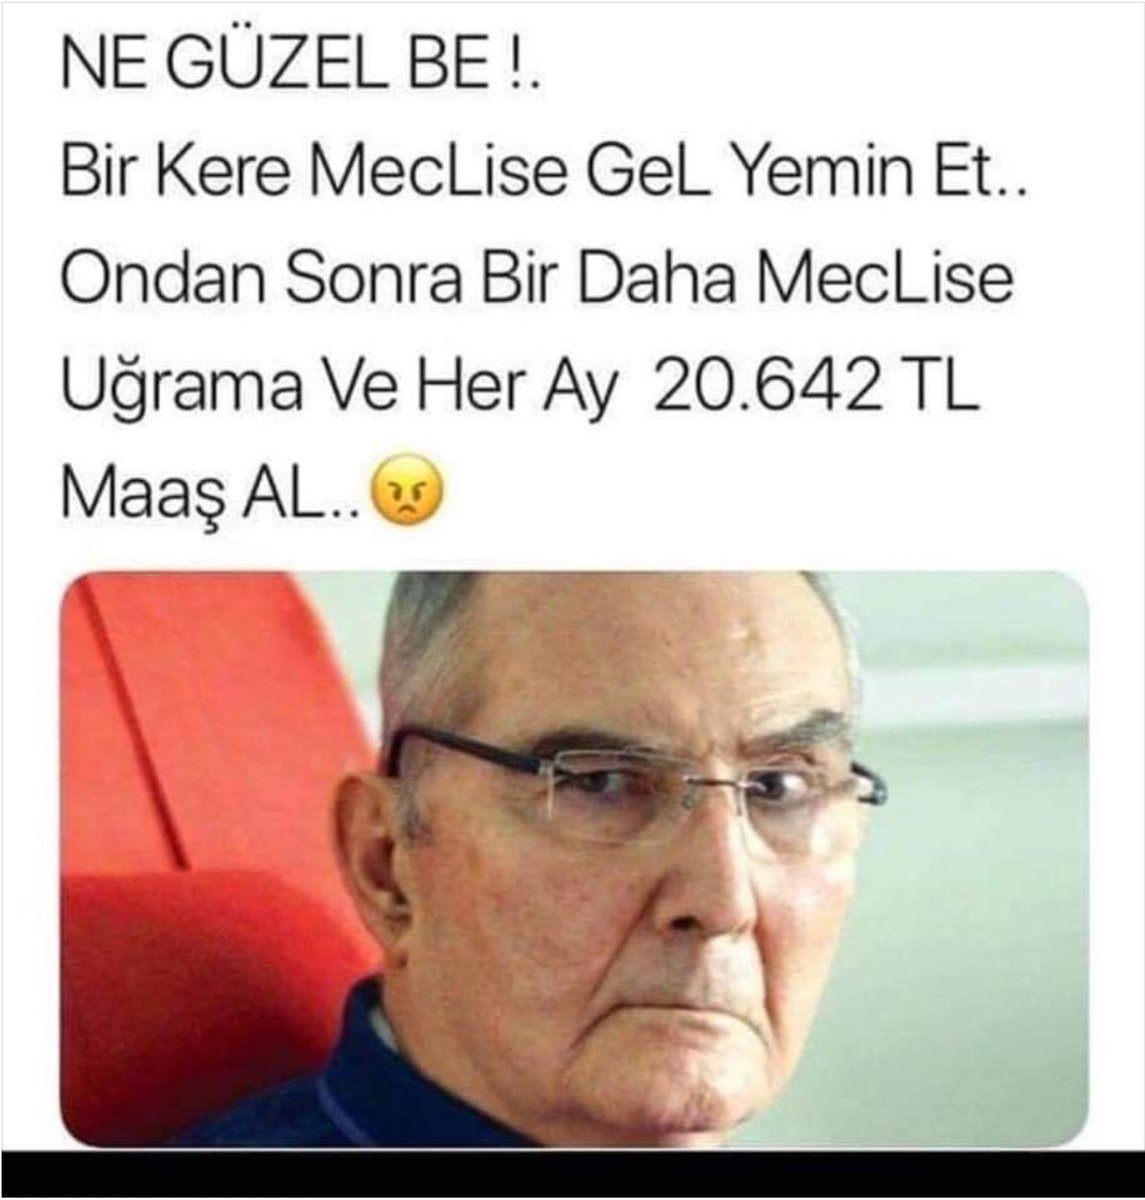 NE GÜZEL BE !.
Bir Kere MecLise GeL Yemin Et..
Ondan Sonra Bir Daha MecLise
Uğrama Ve Her Ay 20.642 TL
Maaş AL..😠